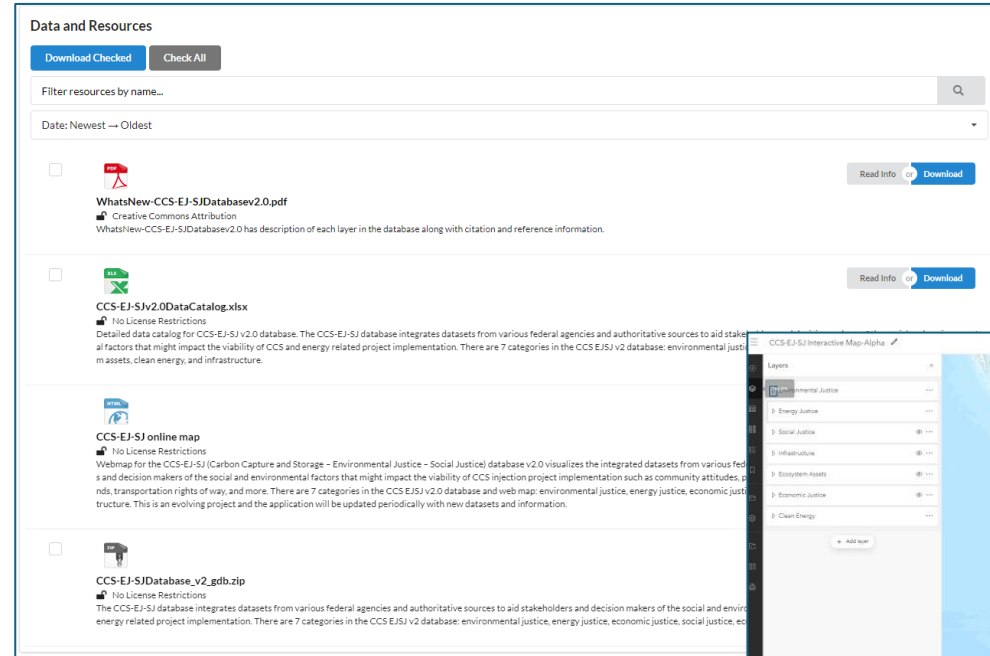 Data and Resources
Download Checked
Check All
Filter resources by name...
Date: Newest → Oldest
PDF
Read Info
or
Download
WhatsNew-CCS-EJ-SJDatabasev2.0.pdf
Creative Commons Attribution
WhatsNew-CCS-EJ-SJDatabasev2.0 has description of each layer in the database along with citation and reference information.
XLS
Read Info
or
Download
CCS-EJ-SJv2.0DataCatalog.xlsx
No License Restrictions
Detailed data catalog for CCS-EJ-SJ v2.0 database. The CCS-EJ-SJ database integrates datasets from various federal agencies and authoritative sources to aid
al factors that might impact the viability of CCS and energy related project implementation. There are 7 categories in the CCS EJSJ v2 database: environmental
m assets, clean energy, and infrastructure.
HTML
CCS-EJ-SJ online map
No License Restrictions
Webmap for the CCS-EJ-SJ (Carbon Capture and Storage – Environmental Justice – Social Justice) database v2.0 visualizes the integrated datasets from various
s and decision makers of the social and environmental factors that might impact the viability of CCS injection project implementation such as community attitudes,
nds, transportation rights of way, and more. There are 7 categories in the CCS EJSJ v2.0 database and web map: environmental justice, energy justice, economic
tructure. This is an evolving project and the application will be updated periodically with new datasets and information.
ZIP
CCS-EJ-SJDatabase_v2_gdb.zip
No License Restrictions
The CCS-EJ-SJ database integrates datasets from various federal agencies and authoritative sources to aid stakeholders and decision makers of the social and
energy related project implementation. There are 7 categories in the CCS EJSJ v2 database: environmental justice, energy justice, economic justice, social justice,
CCS-EJ-SJ Interactive Map-Alpha
Layers
Environmental Justice
Energy Justice
Social Justice
Infrastructure
Ecosystem Assets
Economic Justice
Clean Energy
+ Add layer